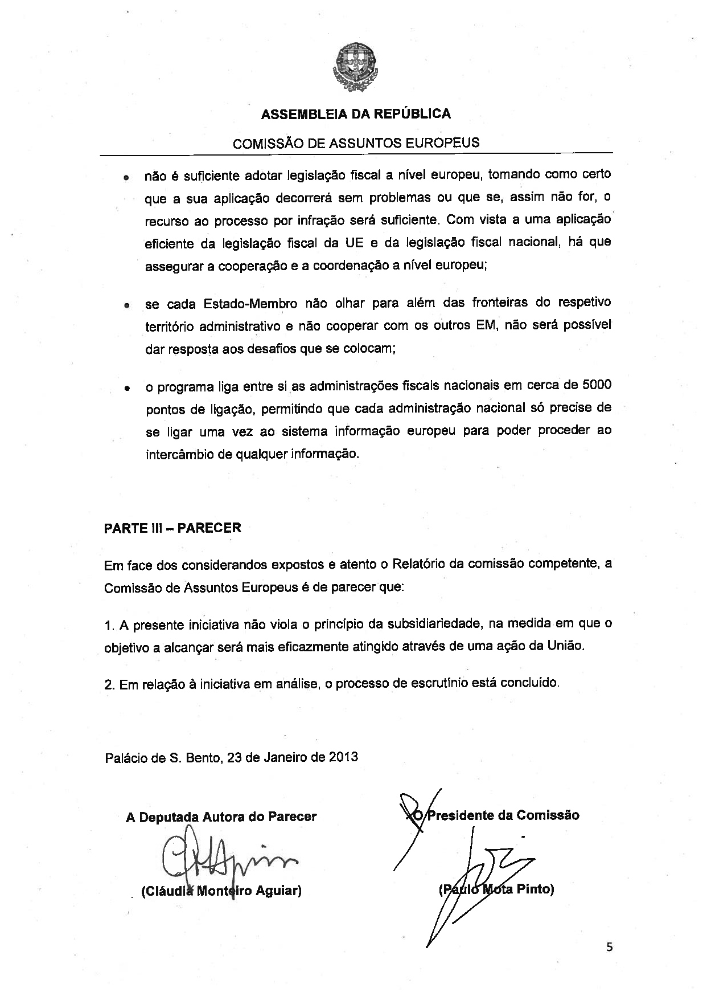 ASSEMBLEIA DA REPÚBLICA
COMISSÃO DE ASSUNTOS EUROPEUS
• não é suficiente adotar legislação fiscal a nível europeu, tomando como certo
que a sua aplicação decorrerá sem problemas ou que se, assim não for, o
recurso ao processo por infração será suficiente. Com vista a uma aplicação
eficiente da legislação fiscal da UE e da legislação fiscal nacional, há que
assegurar a cooperação e a coordenação a nível europeu;
• se cada Estado-Membro não olhar para além das fronteiras do respetivo
território administrativo e não cooperar com os outros EM, não será possível
dar resposta aos desafios que se colocam;
• o programa liga entre si as administrações fiscais nacionais em cerca de 5000
pontos de ligação, permitindo que cada administração nacional só precise de
se ligar uma vez ao sistema informação europeu para poder proceder ao
intercâmbio de qualquer informação.
PARTE III – PARECER
Em face dos considerandos expostos e atento o Relatório da comissão competente, a
Comissão de Assuntos Europeus é de parecer que:
1. A presente iniciativa não viola o princípio da subsidiariedade, na medida em que o
objetivo a alcançar será mais eficazmente atingido através de uma ação da União.
2. Em relação à iniciativa em análise, o processo de escrutínio está concluído.
Palácio de S. Bento, 23 de Janeiro de 2013
A Deputada Autora do Parecer
O Presidente da Comissão
(Cláudia Monteiro Aguiar)
(Paulo Mota Pinto)
5